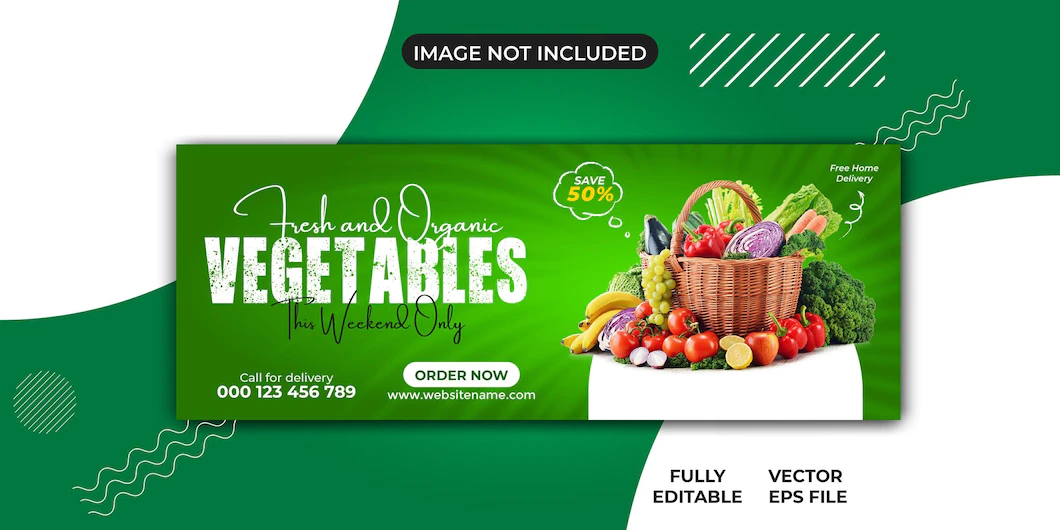 IMAGE NOT INCLUDED
Fresh and Organic
VEGETABLES
This Weekend Only
Call for delivery
000 123 456 789
ORDER NOW
www.websitename.com
SAVE
50%
Free Home
Delivery
FULLY
EDITABLE
VECTOR
EPS FILE